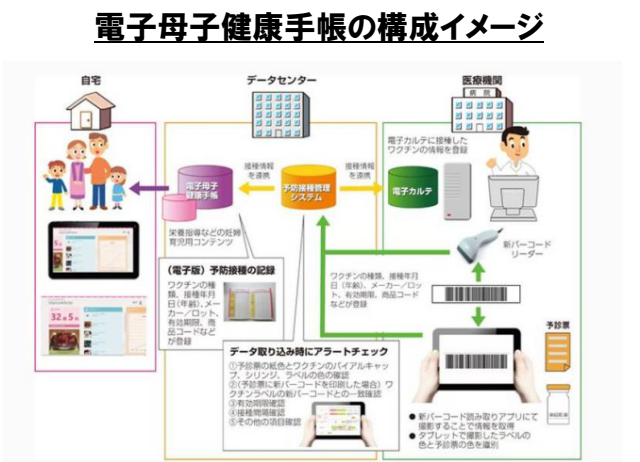 電子母子健康手帳の構成イメージ
自宅
データセンター
医療機関
病 院
電子カルテに接種した
ワクチンの情報を登録
接種情報
を連携
接種情報
を連携
電子母子
健康手帳
予防接種管理
システム
電子カルテ
栄養指導などの妊婦
育児用コンテンツ
新バーコード
リーダー
(電子版)予防接種の記録
ワクチンの種
類、接種年月
日(年齢)、メー
カー/ロット、
有効期限、商
品コードなど
が登録
ワクチンの種類、接種年月
日(年齢)、メーカー/ロッ
ト、有効期限、商品コード
などが登録
予診票
データ取り込み時にアラートチェック
①予診票の紙色とワクチンのバイアルキャッ
プ、シリンジ、ラベルの色の確認
②(予診票に新バーコードを印刷した場合)ワ
クチンラベルの新バーコードとの一致確認
③有効期限確認
④接種間隔確認
⑤その他の項目確認
● 新バーコード読み取りアプリにて
撮影することで情報を取得
● タブレットで撮影したラベルの
色と予診票の色を識別
32週5日